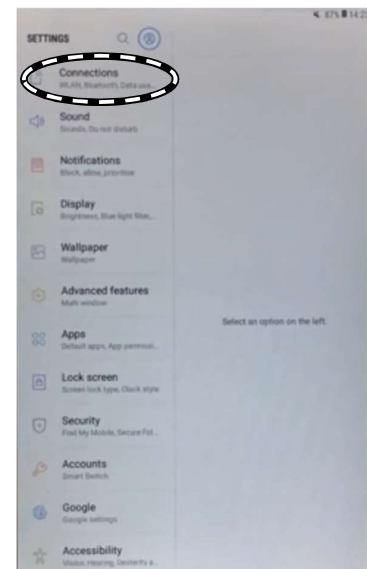 87% 14:23
SETTINGS
Connections
WLAN, Bluetooth, Data usa...
Sound
Sounds, Do not disturb
Notifications
Block, allow, prioritise
Display
Brightness, Blue light filter,...
Wallpaper
Wallpaper
Advanced features
Multi window
Select an option on the left.
Apps
Default apps, App permissi...
Lock screen
Screen lock type, Clock style
Security
Find My Mobile, Secure Fol...
Accounts
Smart Switch
Google
Google settings
Accessibility
Vision, Hearing, Dexterity a...